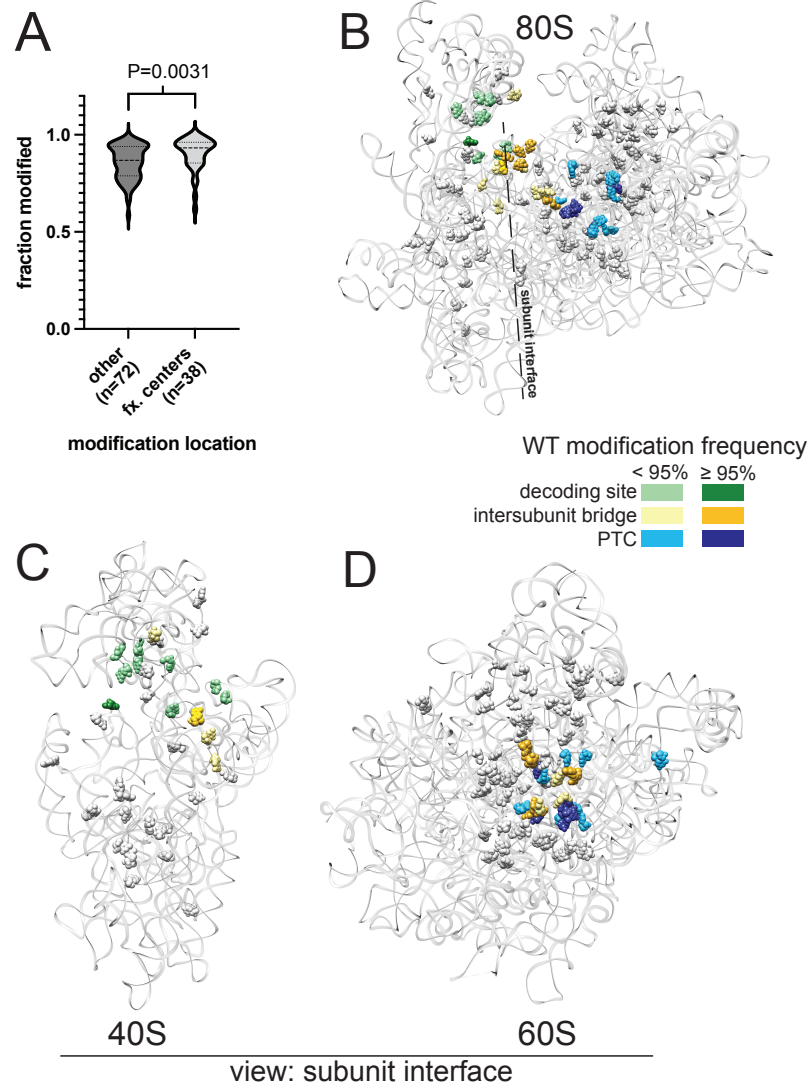 A
P=0.0031
1.0
0.5
0.0
fraction modified
other
(n=72)
fx. centers
(n=38)
modification location
B
80S
subunit interface
WT modification frequency
< 95% ≥ 95%
decoding site
intersubunit bridge
PTC
C
40S
D
60S
view: subunit interface